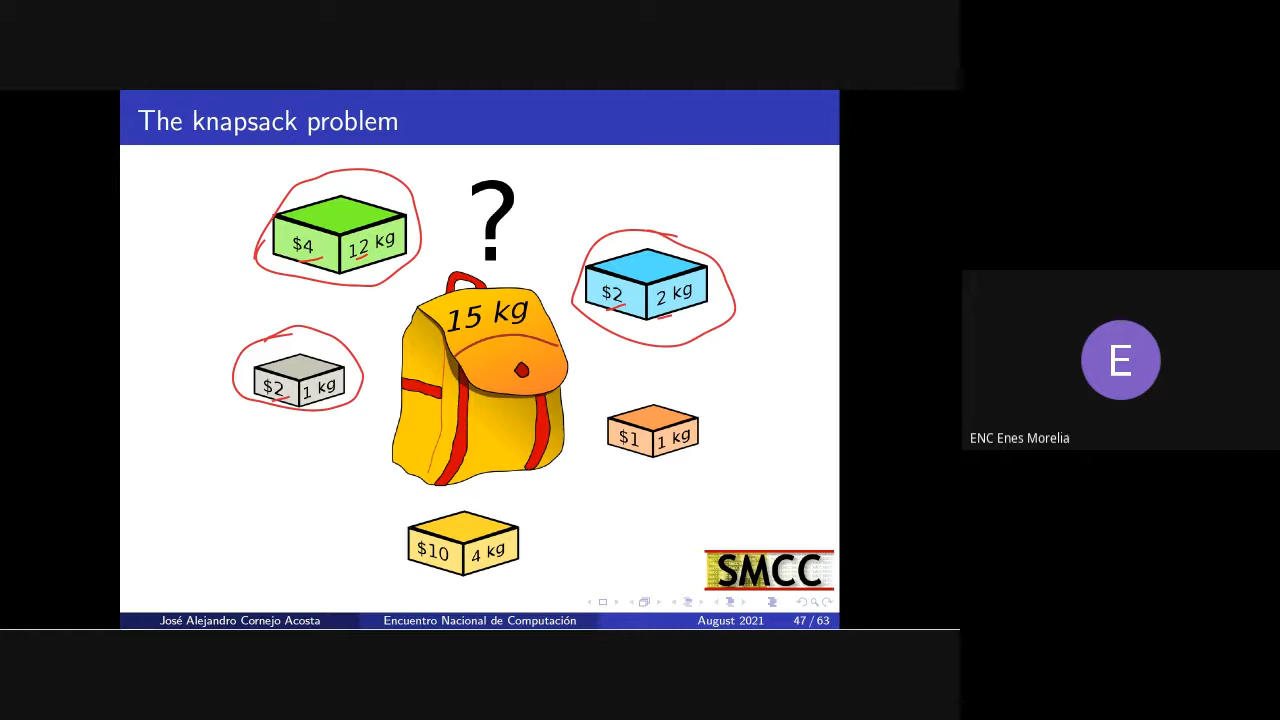 The knapsack problem
?
$4 12 kg
15 kg
$2 2 kg
$2 1 kg
$1 1 kg
$10 4 kg
SMCC
José Alejandro Cornejo Acosta Encuentro Nacional de Computación August 2021 47 / 63
E
ENC Enes Morelia